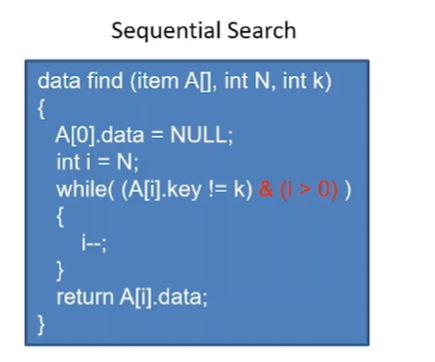 Sequential Search
data find (item A[], int N, int k)
{
A[0].data = NULL;
int i = N;
while( (A[i].key != k) & (i > 0) )
{
i--;
}
return A[i].data;
}